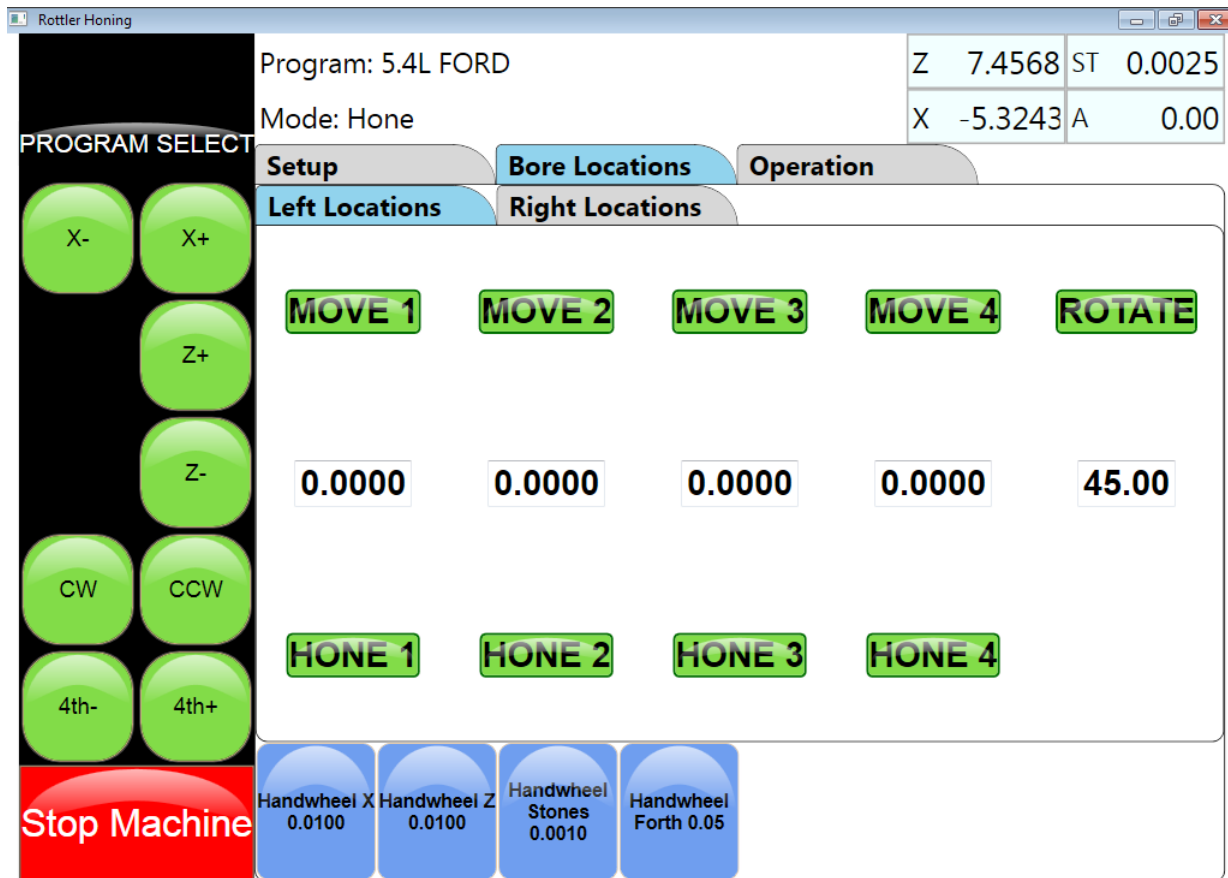 Rottler Honing
PROGRAM SELECT
X-
X+
Z+
Z-
CW
CCW
4th-
4th+
Stop Machine
Program: 5.4L FORD
Mode: Hone
Z 7.4568 ST 0.0025
X -5.3243 A 0.00
Setup Bore Locations Operation
Left Locations Right Locations
MOVE 1 MOVE 2 MOVE 3 MOVE 4 ROTATE
0.0000 0.0000 0.0000 0.0000 45.00
HONE 1 HONE 2 HONE 3 HONE 4
Handwheel X
0.0100
Handwheel Z
0.0100
Handwheel
Stones
0.0010
Handwheel
Forth 0.05